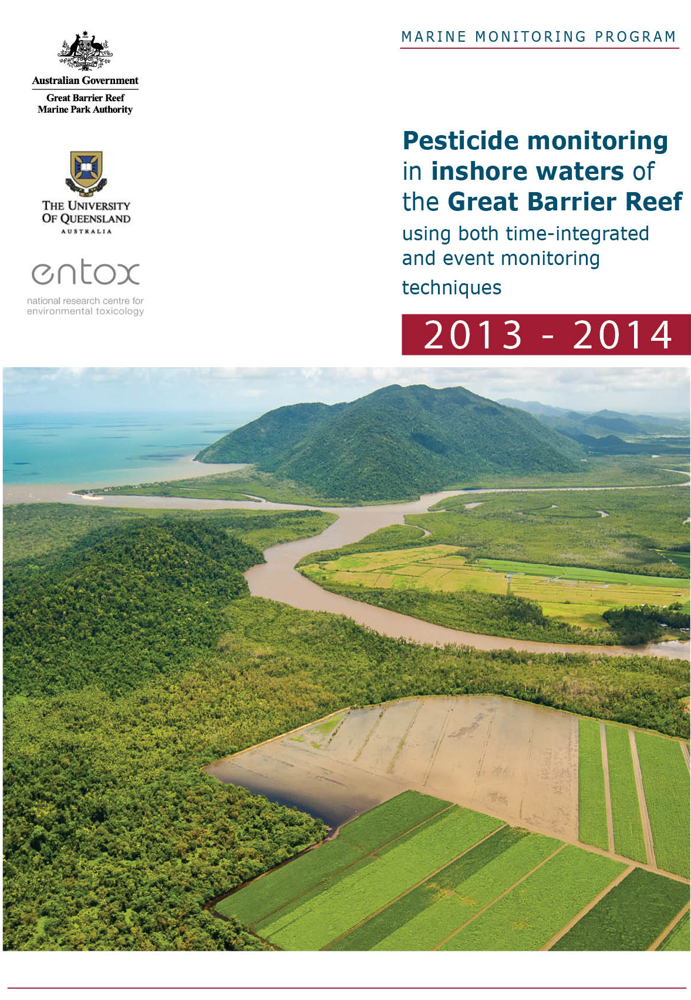 MARINE MONITORING PROGRAM
Australian Government
Great Barrier Reef
Marine Park Authority
THE UNIVERSITY
OF QUEENSLAND
AUSTRALIA
entox
national research centre for
environmental toxicology
Pesticide monitoring
in inshore waters of
the Great Barrier Reef
using both time-integrated
and event monitoring
techniques
2013 - 2014